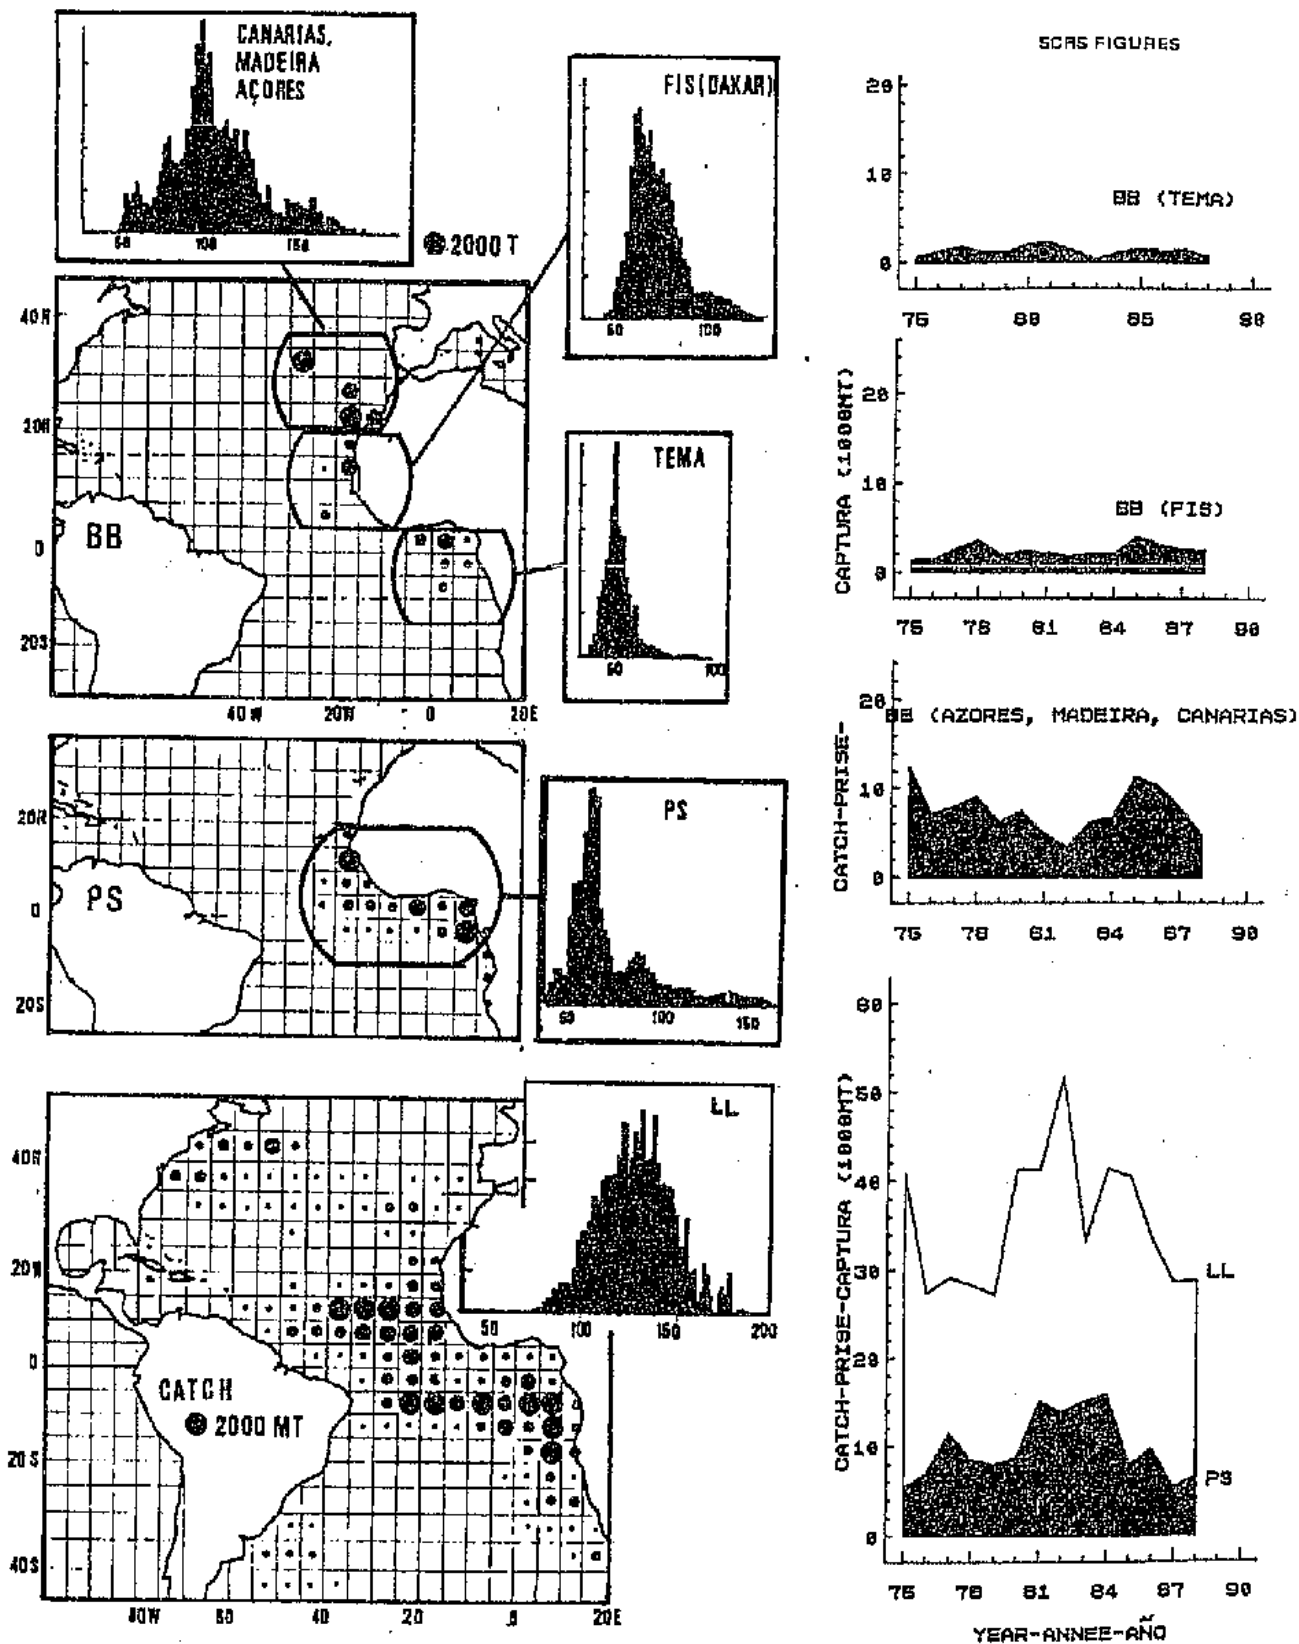 CANARIAS,
MADEIRA
AÇORES
50 100 150
2000 T
FIS (DAKAR)
50 100
40N
20N
0
20S
BB
40W 20W 0 20E
TEMA
50 100
20N
0
20S
PS
PS
50 100 150
LL
50 100 150 200
40N
20N
0
20S
40S
CATCH
2000 MT
80W 60 40 20 0 20E
SCRS FIGURES
20
10
0
BB (TEMA)
75 80 85 90
CAPTURA (1000MT)
20
10
0
BB (FIS)
75 78 81 84 87 90
CATCH-PRISE-
20
10
0
BB (AZORES, MADEIRA, CANARIAS)
75 78 81 84 87 90
CATCH-PRISE-CAPTURA (1000MT)
60
50
40
30
20
10
0
LL
PS
75 78 81 84 87 90
YEAR-ANNEE-AÑO